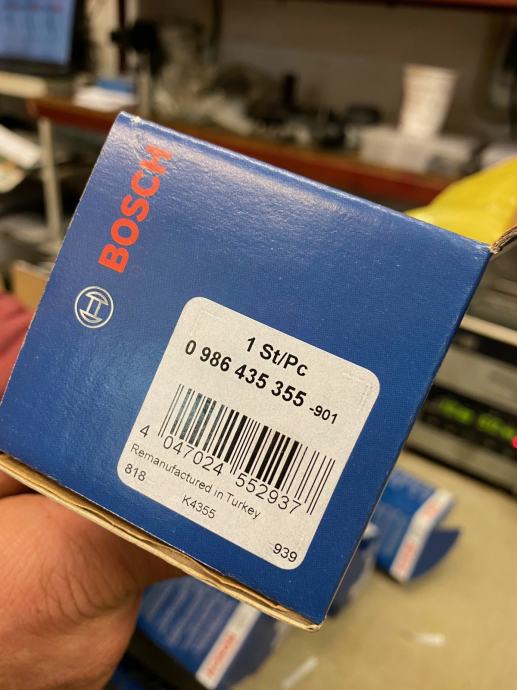 BOSCH
1 St/Pc
0 986 435 355 -901
4 047024 552937
Remanufactured in Turkey
818
K4355
939